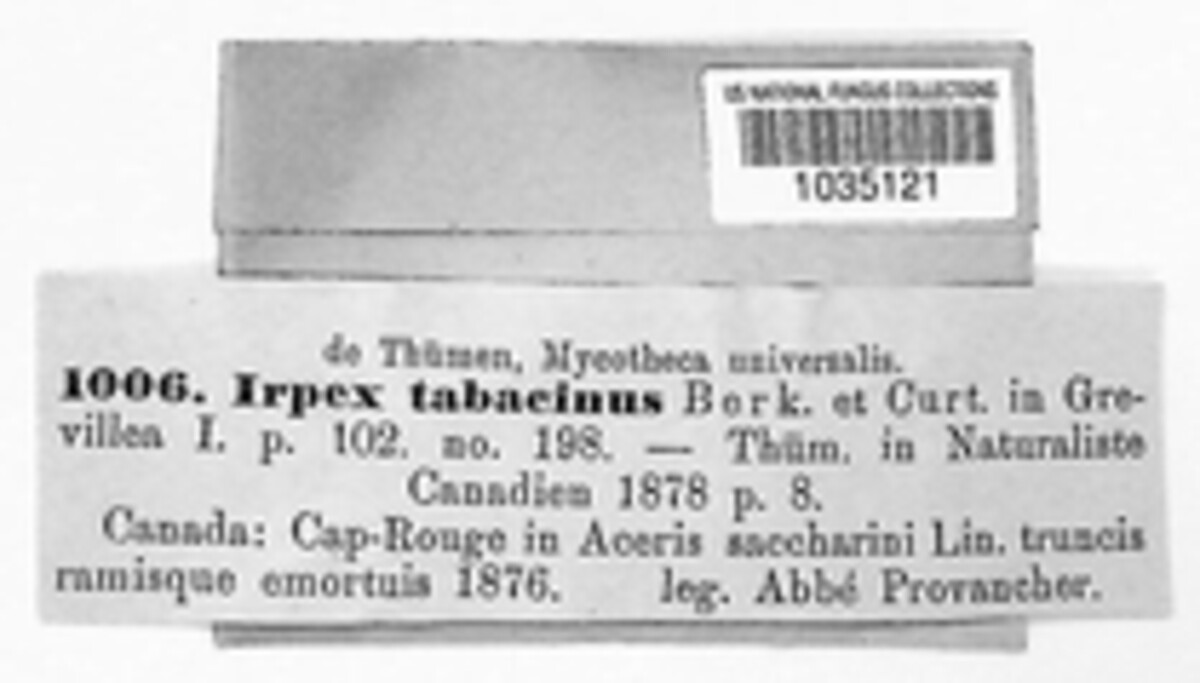 US NATIONAL FUNGUS COLLECTIONS
1035121
de Thümen, Mycotheca universalis.
1006. Irpex tabacinus Berk. et Curt. in Gre-
villea I. p. 102. no. 198. — Thüm. in Naturaliste
Canadien 1878 p. 8.
Canada: Cap-Rouge in Aceris saccharini Lin. truncis
ramisque emortuis 1876. leg. Abbé Provancher.